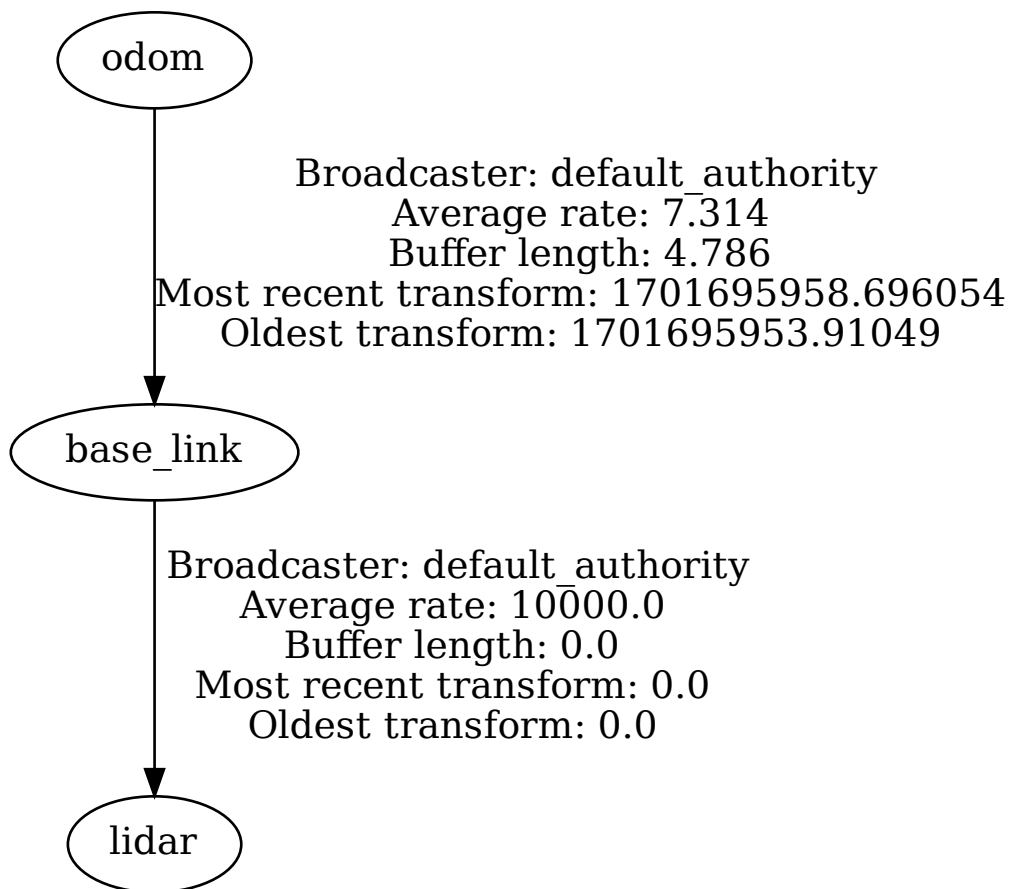 odom
Broadcaster: default_authority
Average rate: 7.314
Buffer length: 4.786
Most recent transform: 1701695958.696054
Oldest transform: 1701695953.91049
base_link
Broadcaster: default_authority
Average rate: 10000.0
Buffer length: 0.0
Most recent transform: 0.0
Oldest transform: 0.0
lidar